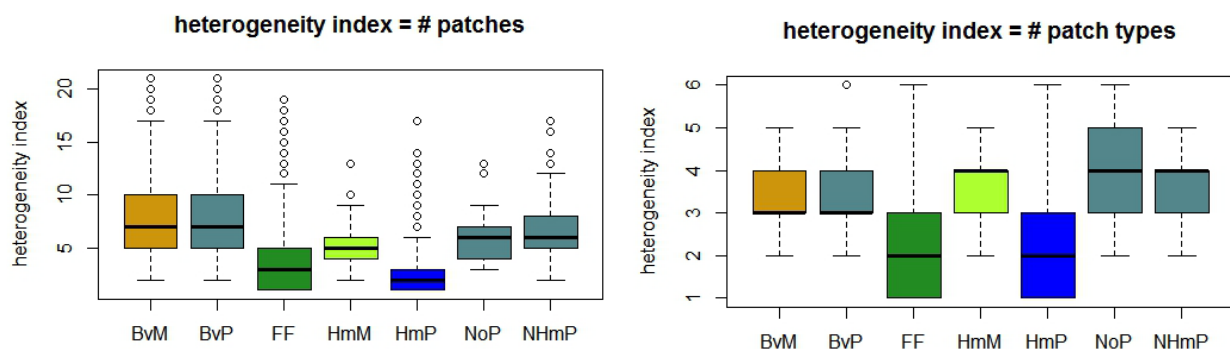 heterogeneity index = # patches
heterogeneity index
20
15
10
5
BvM BvP FF HmM HmP NoP NHmP
heterogeneity index = # patch types
heterogeneity index
6
5
4
3
2
1
BvM BvP FF HmM HmP NoP NHmP